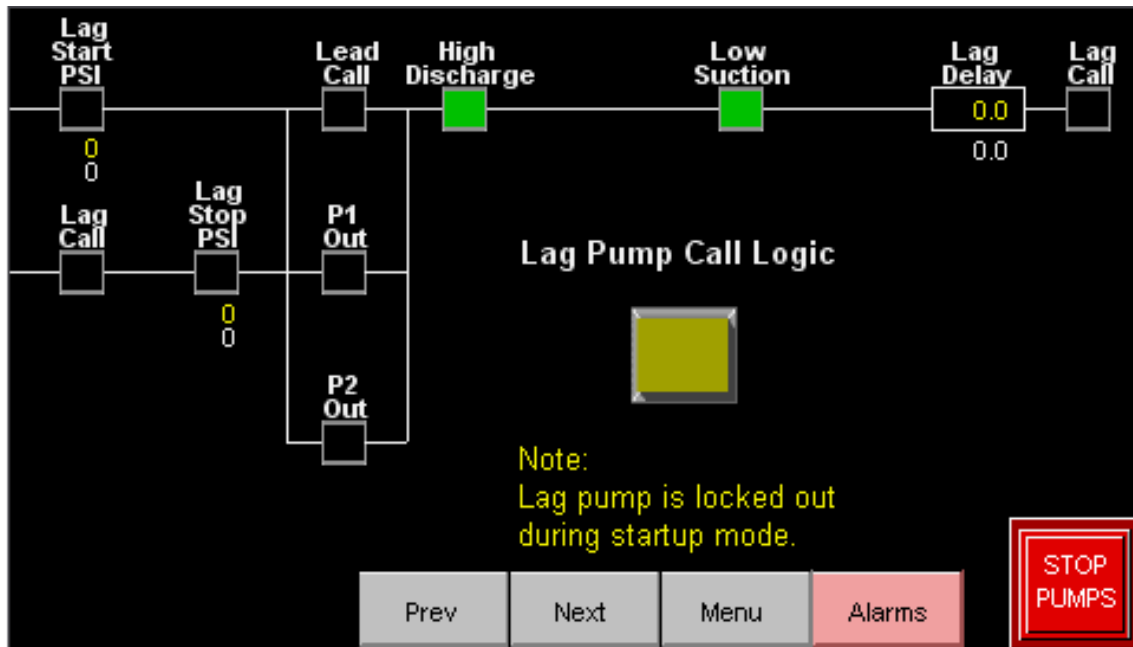 Lag
Start
PSI
Lead
Call
High
Discharge
Low
Suction
Lag
Delay
Lag
Call
0.0
0.0
0
0
Lag
Call
Lag
Stop
PSI
P1
Out
0
0
Lag Pump Call Logic
P2
Out
Note:
Lag pump is locked out
during startup mode.
Prev
Next
Menu
Alarms
STOP
PUMPS